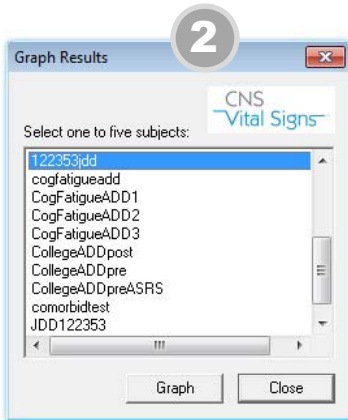 2
Graph Results
CNS
Vital Signs
Select one to five subjects:
122353jdd
cogfatigueadd
CogFatigueADD1
CogFatigueADD2
CogFatigueADD3
CollegeADDpost
CollegeADDpre
CollegeADDpreASRS
comorbidtest
JDD122353
Graph
Close